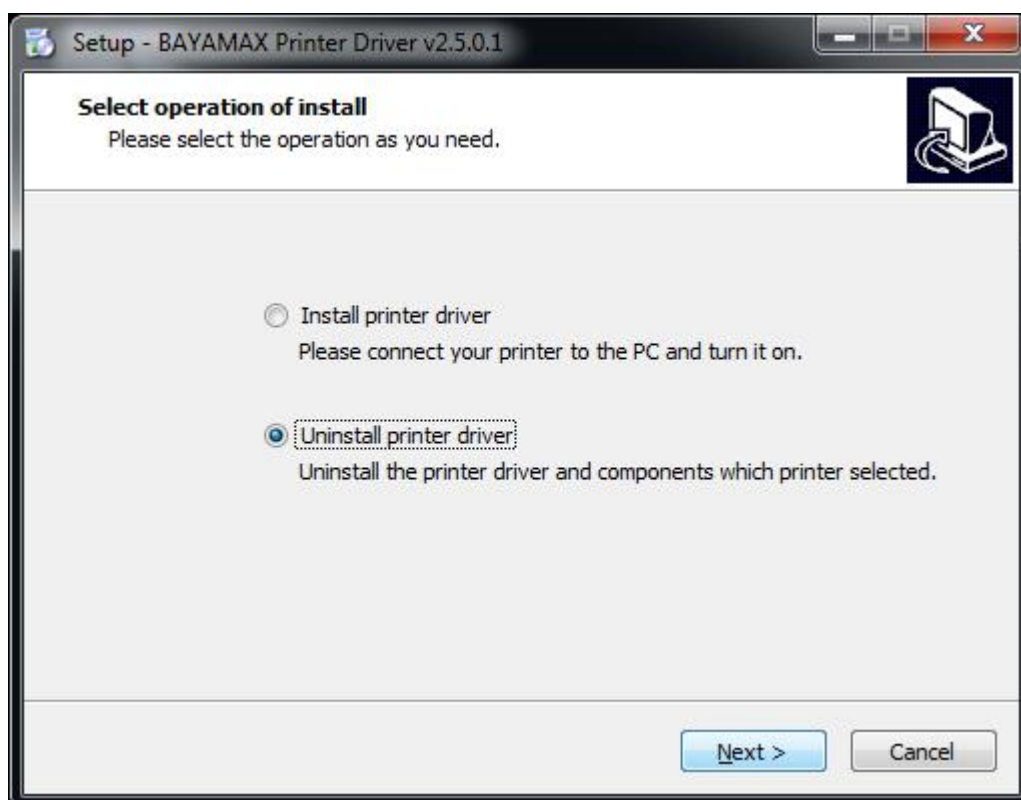 Setup - BAYAMAX Printer Driver v2.5.0.1
Select operation of install
Please select the operation as you need.
Install printer driver
Please connect your printer to the PC and turn it on.
Uninstall printer driver
Uninstall the printer driver and components which printer selected.
Next >
Cancel